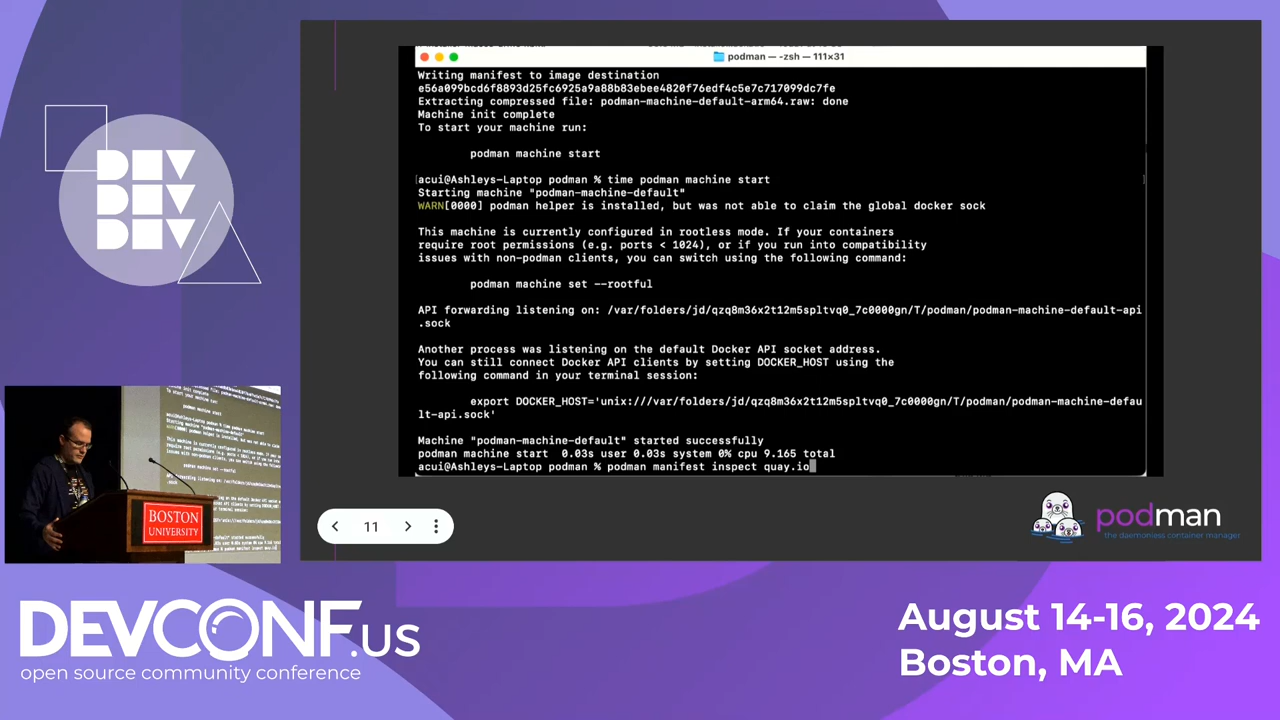 podman — -zsh — 111×31
Writing manifest to image destination
e56a099bcd6f8893d25fc6925a9a88b83ebee4820f76edf4c5e7c717099dc7fe
Extracting compressed file: podman-machine-default-arm64.raw: done
Machine init complete
To start your machine run:
podman machine start
acui@Ashleys-Laptop podman % time podman machine start
Starting machine "podman-machine-default"
WARN[0000] podman helper is installed, but was not able to claim the global docker sock
This machine is currently configured in rootless mode. If your containers
require root permissions (e.g. ports < 1024), or if you run into compatibility
issues with non-podman clients, you can switch using the following command:
podman machine set --rootful
API forwarding listening on: /var/folders/jd/qzq8m36x2t12m5spltvq0_7c0000gn/T/podman/podman-machine-default-api
.sock
Another process was listening on the default Docker API socket address.
You can still connect Docker API clients by setting DOCKER_HOST using the
following command in your terminal session:
export DOCKER_HOST='unix:///var/folders/jd/qzq8m36x2t12m5spltvq0_7c0000gn/T/podman/podman-machine-defau
lt-api.sock'
Machine "podman-machine-default" started successfully
podman machine start  0.03s user 0.03s system 0% cpu 9.165 total
acui@Ashleys-Laptop podman % podman manifest inspect quay.io
DEV
DEV
DEV
BOSTON
UNIVERSITY
11
podman
the daemonless container manager
DEVCONF.US
open source community conference
August 14-16, 2024
Boston, MA